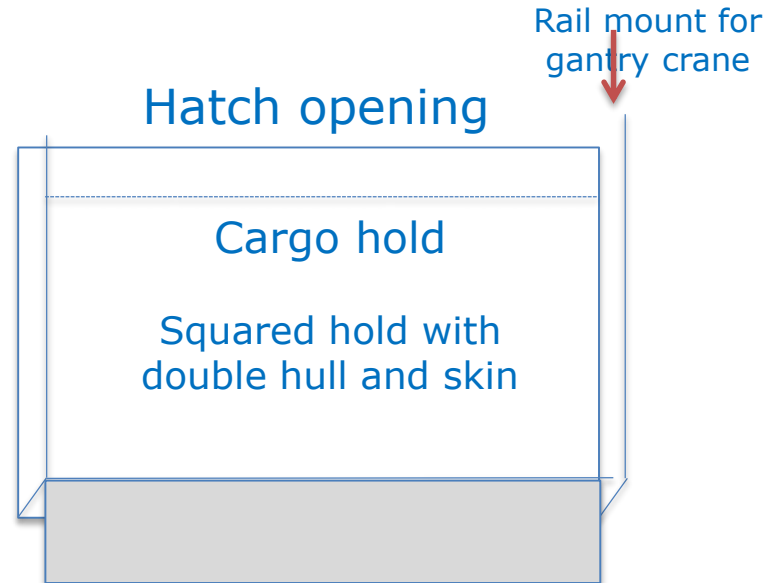 Rail mount for
gantry crane
Hatch opening
Cargo hold
Squared hold with
double hull and skin